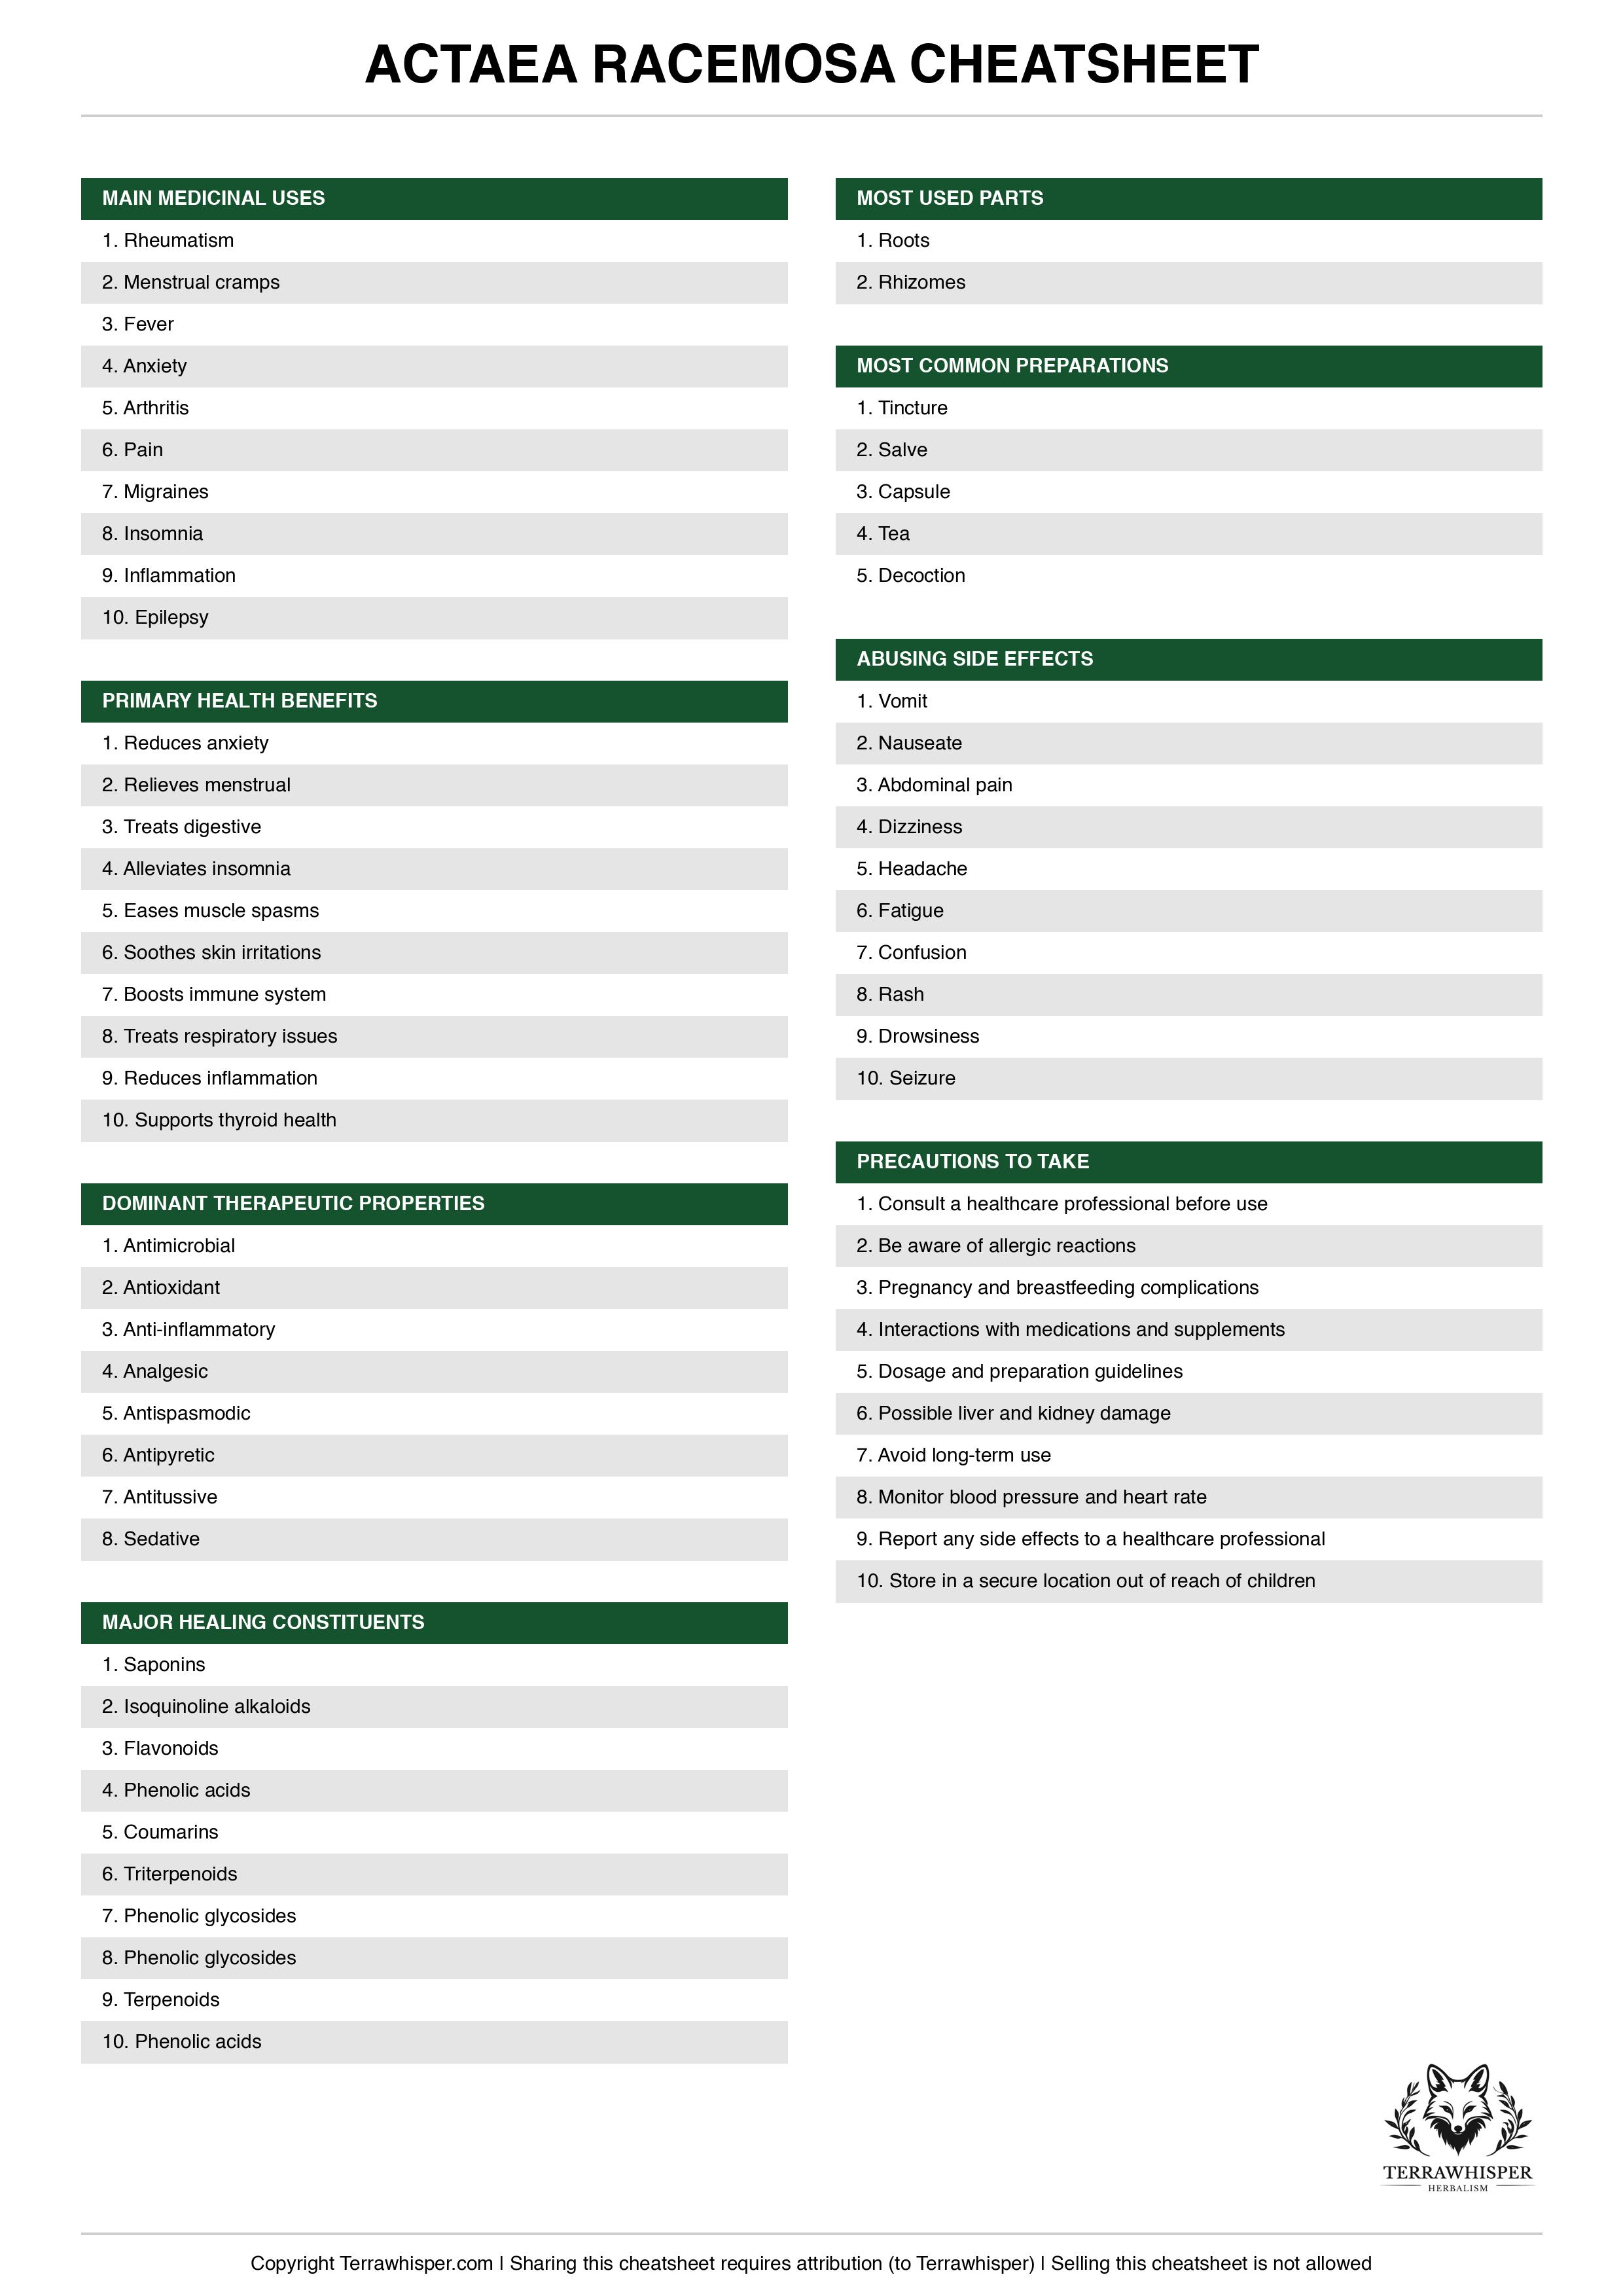 ACTAEA RACEMOSA CHEATSHEET
MAIN MEDICINAL USES
1. Rheumatism
2. Menstrual cramps
3. Fever
4. Anxiety
5. Arthritis
6. Pain
7. Migraines
8. Insomnia
9. Inflammation
10. Epilepsy
PRIMARY HEALTH BENEFITS
1. Reduces anxiety
2. Relieves menstrual
3. Treats digestive
4. Alleviates insomnia
5. Eases muscle spasms
6. Soothes skin irritations
7. Boosts immune system
8. Treats respiratory issues
9. Reduces inflammation
10. Supports thyroid health
DOMINANT THERAPEUTIC PROPERTIES
1. Antimicrobial
2. Antioxidant
3. Anti-inflammatory
4. Analgesic
5. Antispasmodic
6. Antipyretic
7. Antitussive
8. Sedative
MAJOR HEALING CONSTITUENTS
1. Saponins
2. Isoquinoline alkaloids
3. Flavonoids
4. Phenolic acids
5. Coumarins
6. Triterpenoids
7. Phenolic glycosides
8. Phenolic glycosides
9. Terpenoids
10. Phenolic acids
MOST USED PARTS
1. Roots
2. Rhizomes
MOST COMMON PREPARATIONS
1. Tincture
2. Salve
3. Capsule
4. Tea
5. Decoction
ABUSING SIDE EFFECTS
1. Vomit
2. Nauseate
3. Abdominal pain
4. Dizziness
5. Headache
6. Fatigue
7. Confusion
8. Rash
9. Drowsiness
10. Seizure
PRECAUTIONS TO TAKE
1. Consult a healthcare professional before use
2. Be aware of allergic reactions
3. Pregnancy and breastfeeding complications
4. Interactions with medications and supplements
5. Dosage and preparation guidelines
6. Possible liver and kidney damage
7. Avoid long-term use
8. Monitor blood pressure and heart rate
9. Report any side effects to a healthcare professional
10. Store in a secure location out of reach of children
TERRAWHISPER
HERBALISM
Copyright Terrawhisper.com | Sharing this cheatsheet requires attribution (to Terrawhisper) | Selling this cheatsheet is not allowed